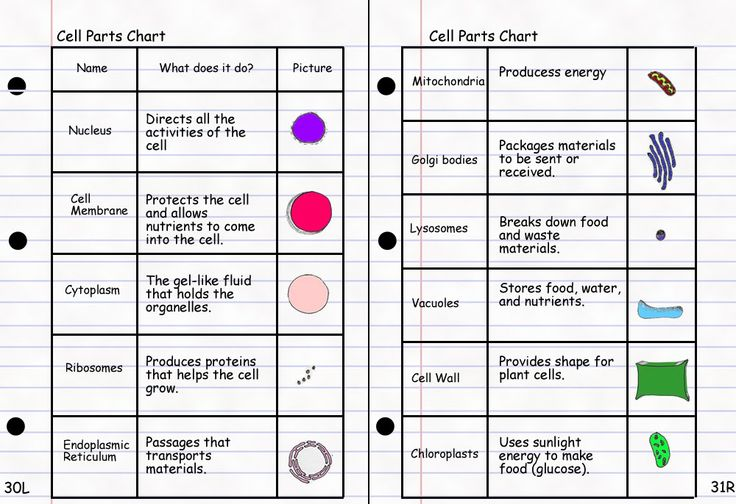 Cell Parts Chart
Name What does it do? Picture
Nucleus
Directs all the
activities of the
cell
Cell
Membrane
Protects the cell
and allows
nutrients to come
into the cell.
Cytoplasm
The gel-like fluid
that holds the
organelles.
Ribosomes
Produces proteins
that helps the cell
grow.
Endoplasmic
Reticulum
Passages that
transports
materials.
30L
Cell Parts Chart
Mitochondria
Producess energy
Golgi bodies
Packages materials
to be sent or
received.
Lysosomes
Breaks down food
and waste
materials.
Vacuoles
Stores food, water,
and nutrients.
Cell Wall
Provides shape for
plant cells.
Chloroplasts
Uses sunlight
energy to make
food (glucose).
31R